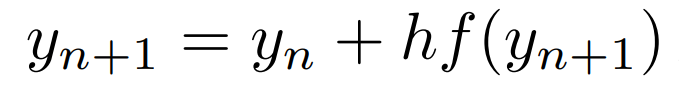 y_{n+1} = y_n + hf(y_{n+1})